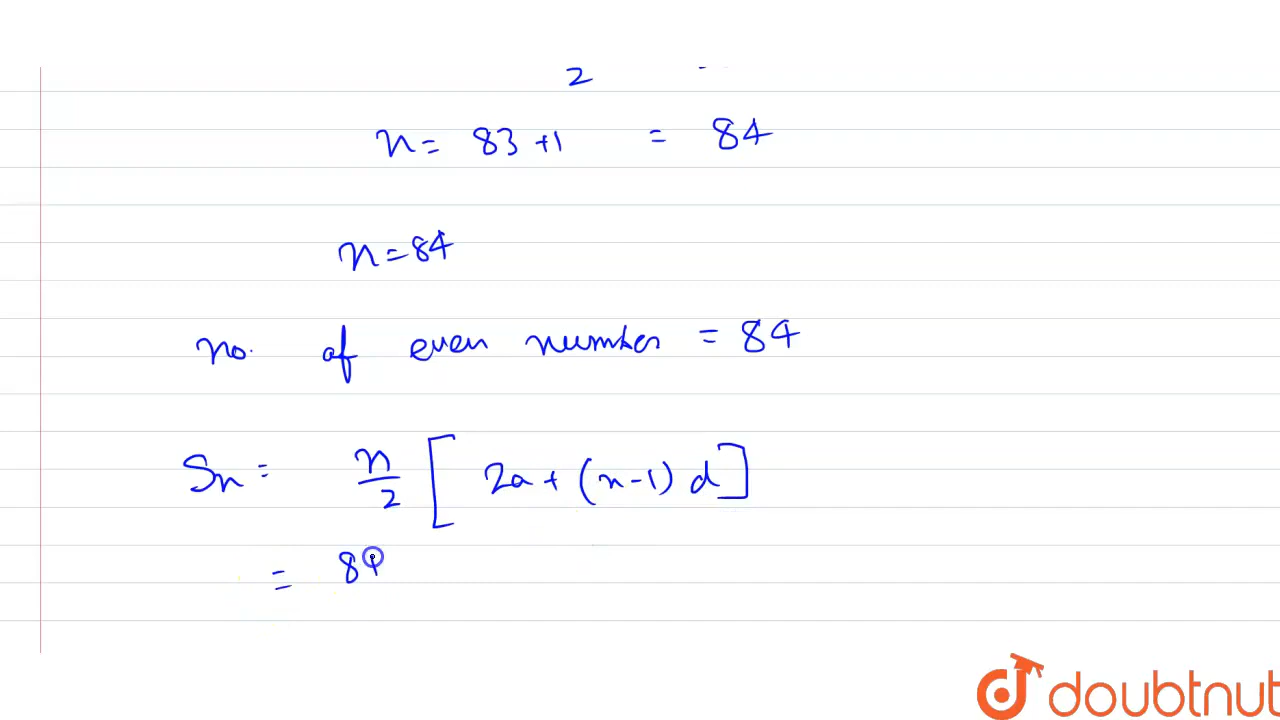 2
n = 83 +1 = 84
n = 84
no. of even number = 84
Sn = n/2 [ 2a + (n-1) d ]
= 84
doubtnut